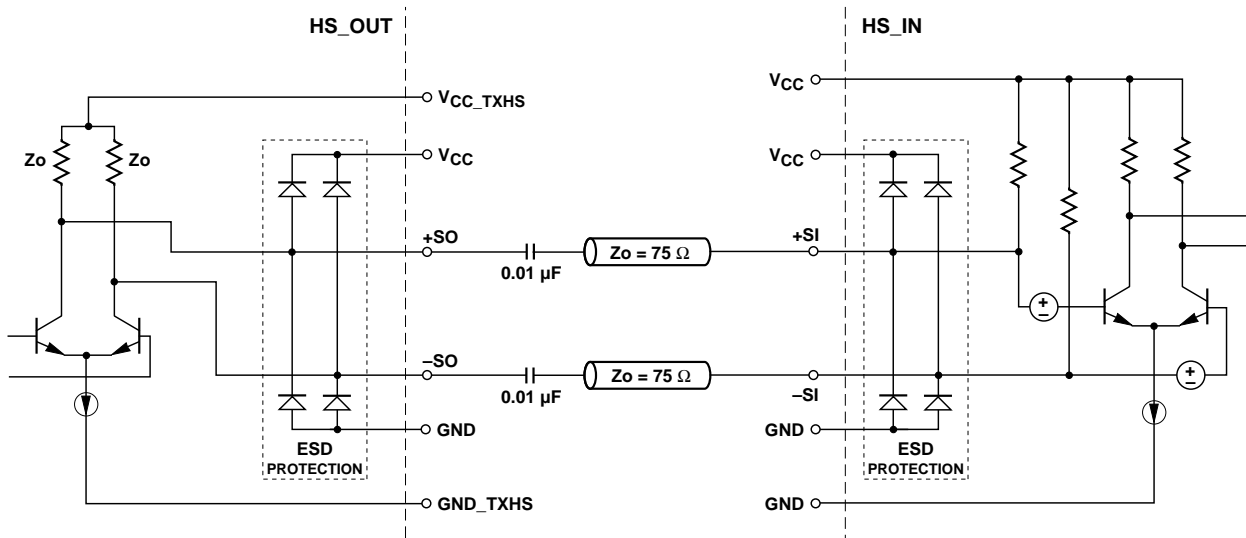 HS_OUT
HS_IN
VCC_TXHS
VCC
Zo
Zo
VCC
VCC
+SO
0.01 µF
Zo = 75 Ω
+SI
+
–
–SO
0.01 µF
Zo = 75 Ω
–SI
+
–
GND
GND
ESD
PROTECTION
ESD
PROTECTION
GND_TXHS
GND